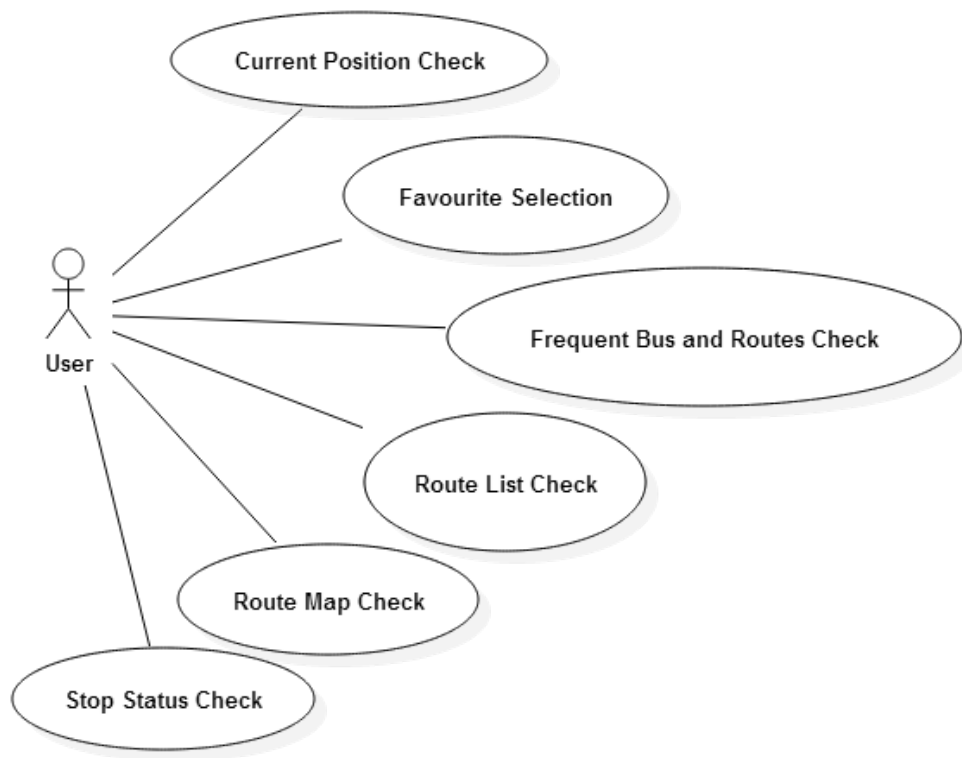 Current Position Check
Favourite Selection
Frequent Bus and Routes Check
User
Route List Check
Route Map Check
Stop Status Check